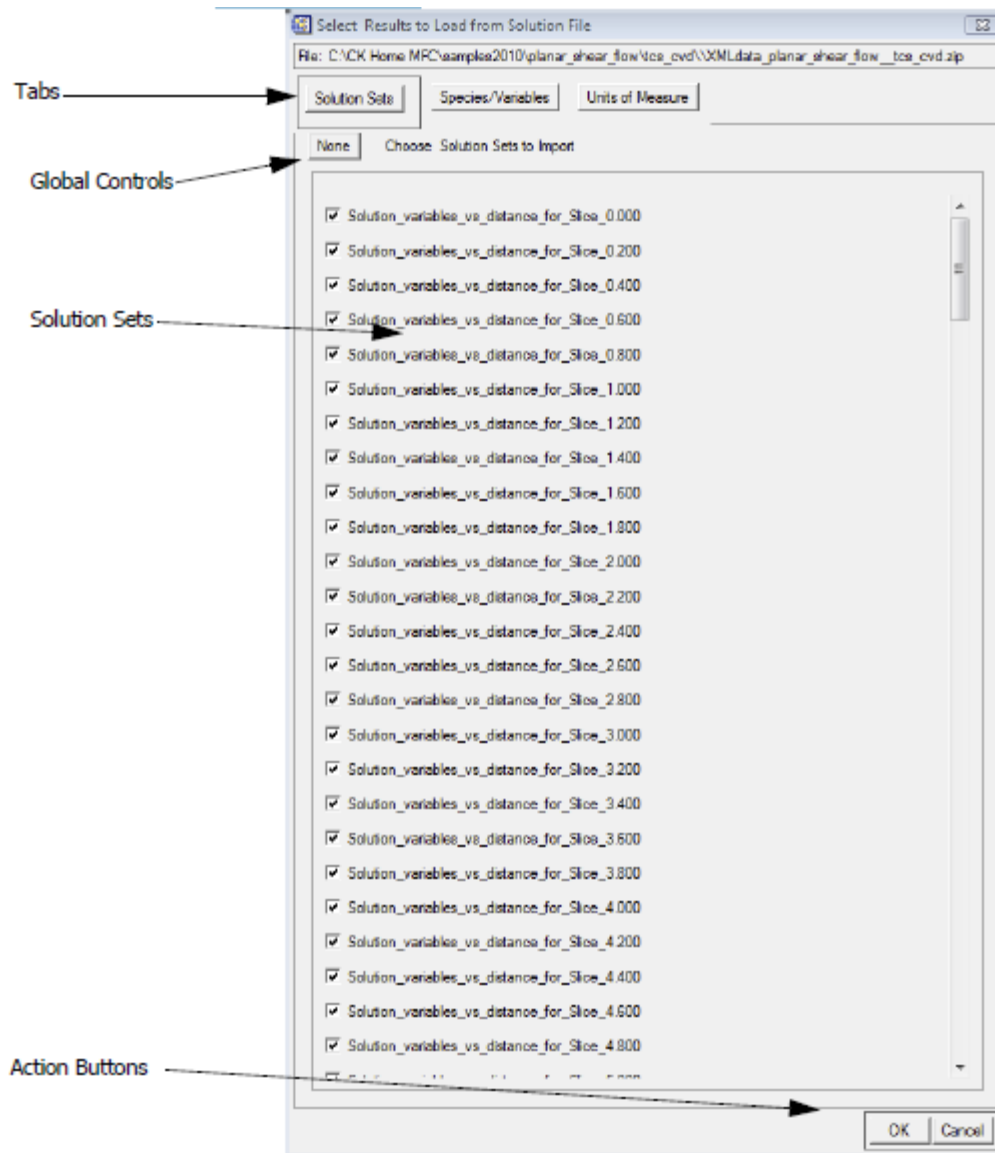 Select Results to Load from Solution File
File: C:\CK Home MFC\samples2010\planar_shear_flow\tce_cvd\\XMLdata_planar_shear_flow__tce_cvd.zip
Tabs
Solution Sets Species/Variables Units of Measure
None Choose Solution Sets to Import
Global Controls
Solution_variables_vs_distance_for_Slice_0.000
Solution_variables_vs_distance_for_Slice_0.200
Solution_variables_vs_distance_for_Slice_0.400
Solution Sets
Solution_variables_vs_distance_for_Slice_0.600
Solution_variables_vs_distance_for_Slice_0.800
Solution_variables_vs_distance_for_Slice_1.000
Solution_variables_vs_distance_for_Slice_1.200
Solution_variables_vs_distance_for_Slice_1.400
Solution_variables_vs_distance_for_Slice_1.600
Solution_variables_vs_distance_for_Slice_1.800
Solution_variables_vs_distance_for_Slice_2.000
Solution_variables_vs_distance_for_Slice_2.200
Solution_variables_vs_distance_for_Slice_2.400
Solution_variables_vs_distance_for_Slice_2.600
Solution_variables_vs_distance_for_Slice_2.800
Solution_variables_vs_distance_for_Slice_3.000
Solution_variables_vs_distance_for_Slice_3.200
Solution_variables_vs_distance_for_Slice_3.400
Solution_variables_vs_distance_for_Slice_3.600
Solution_variables_vs_distance_for_Slice_3.800
Solution_variables_vs_distance_for_Slice_4.000
Solution_variables_vs_distance_for_Slice_4.200
Solution_variables_vs_distance_for_Slice_4.400
Solution_variables_vs_distance_for_Slice_4.600
Solution_variables_vs_distance_for_Slice_4.800
Action Buttons
OK Cancel